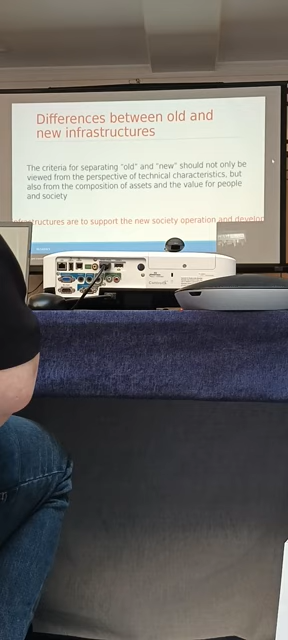 Differences between old and
new infrastructures
The criteria for separating "old" and "new" should not only be
viewed from the perspective of technical characteristics, but
also from the composition of assets and the value for people
and society
structures are to support the new society operation and develop